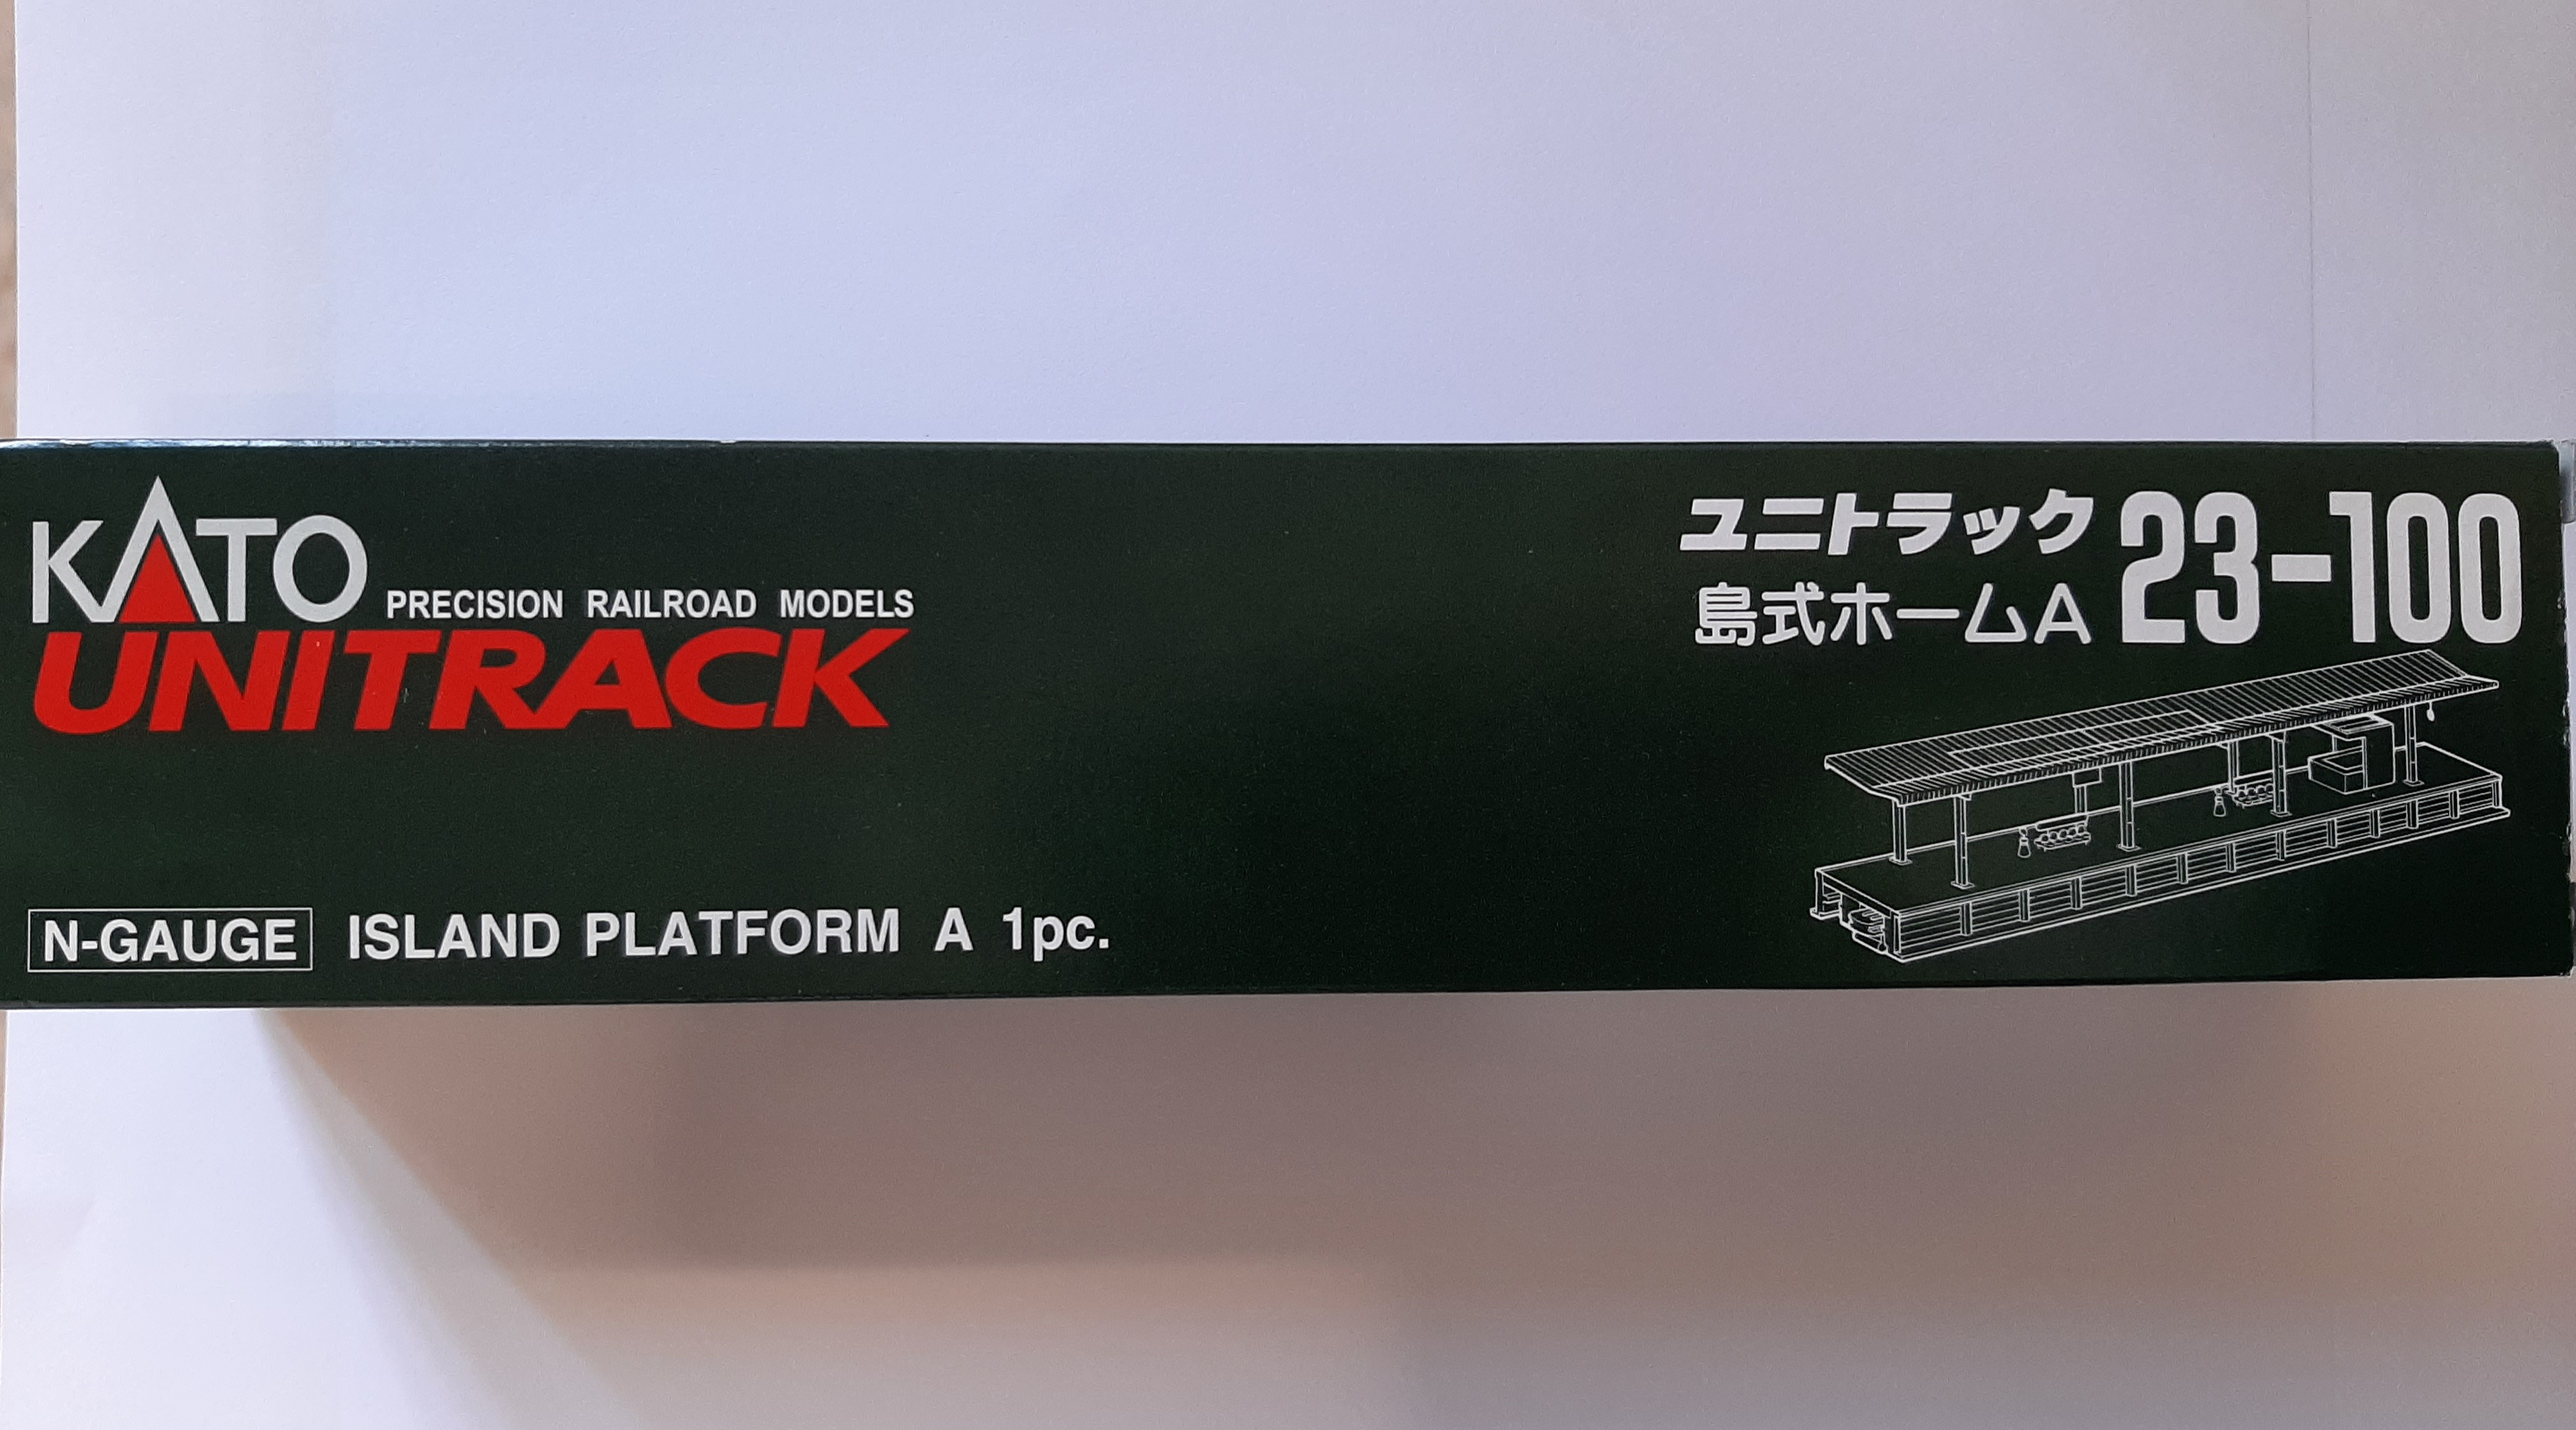 KATO PRECISION RAILROAD MODELS
UNITRACK
N-GAUGE ISLAND PLATFORM A 1pc.
ユニトラック
島式ホームA
23-100